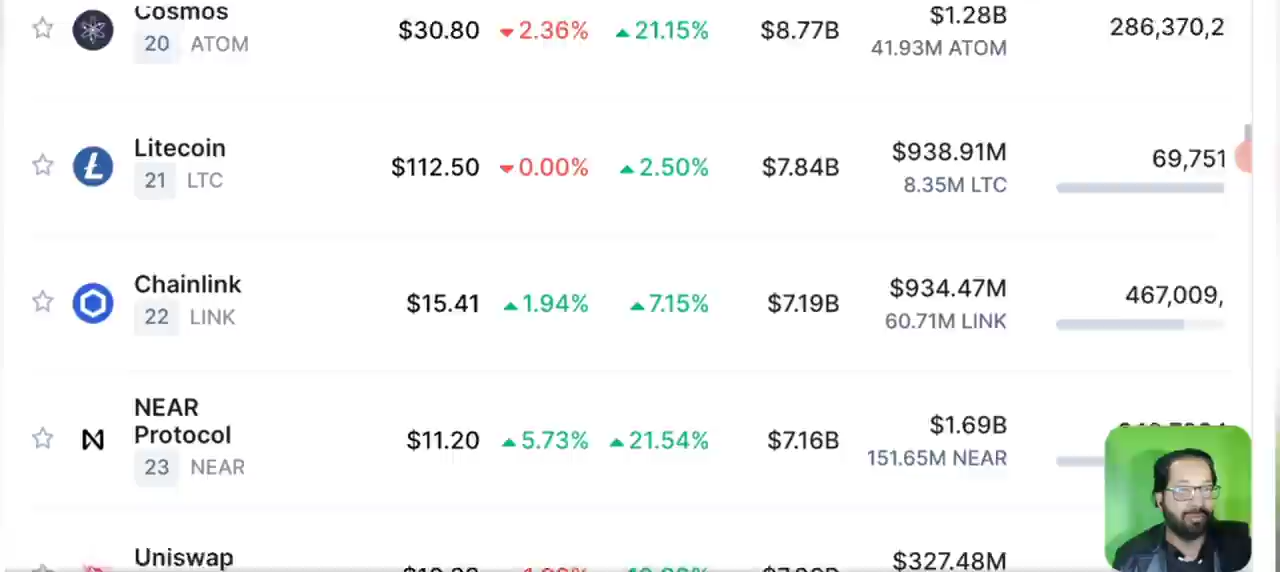 Cosmos
20 ATOM
$30.80 2.36% 21.15% $8.77B
$1.28B
41.93M ATOM
286,370,2
Litecoin
21 LTC
$112.50 0.00% 2.50% $7.84B
$938.91M
8.35M LTC
69,751
Chainlink
22 LINK
$15.41 1.94% 7.15% $7.19B
$934.47M
60.71M LINK
467,009,
NEAR
Protocol
23 NEAR
$11.20 5.73% 21.54% $7.16B
$1.69B
151.65M NEAR
Uniswap
$327.48M